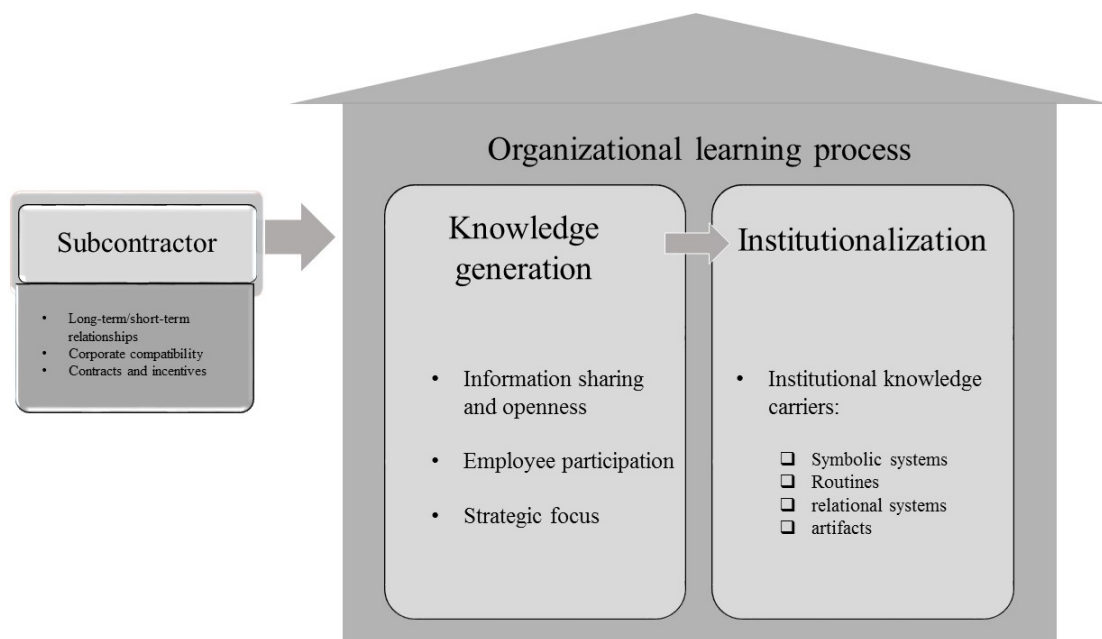 Organizational learning process
Subcontractor
• Long-term/short-term
relationships
• Corporate compatibility
• Contracts and incentives
Knowledge
generation
• Information sharing
and openness
• Employee participation
• Strategic focus
Institutionalization
• Institutional knowledge
carriers:
❑ Symbolic systems
❑ Routines
❑ relational systems
❑ artifacts